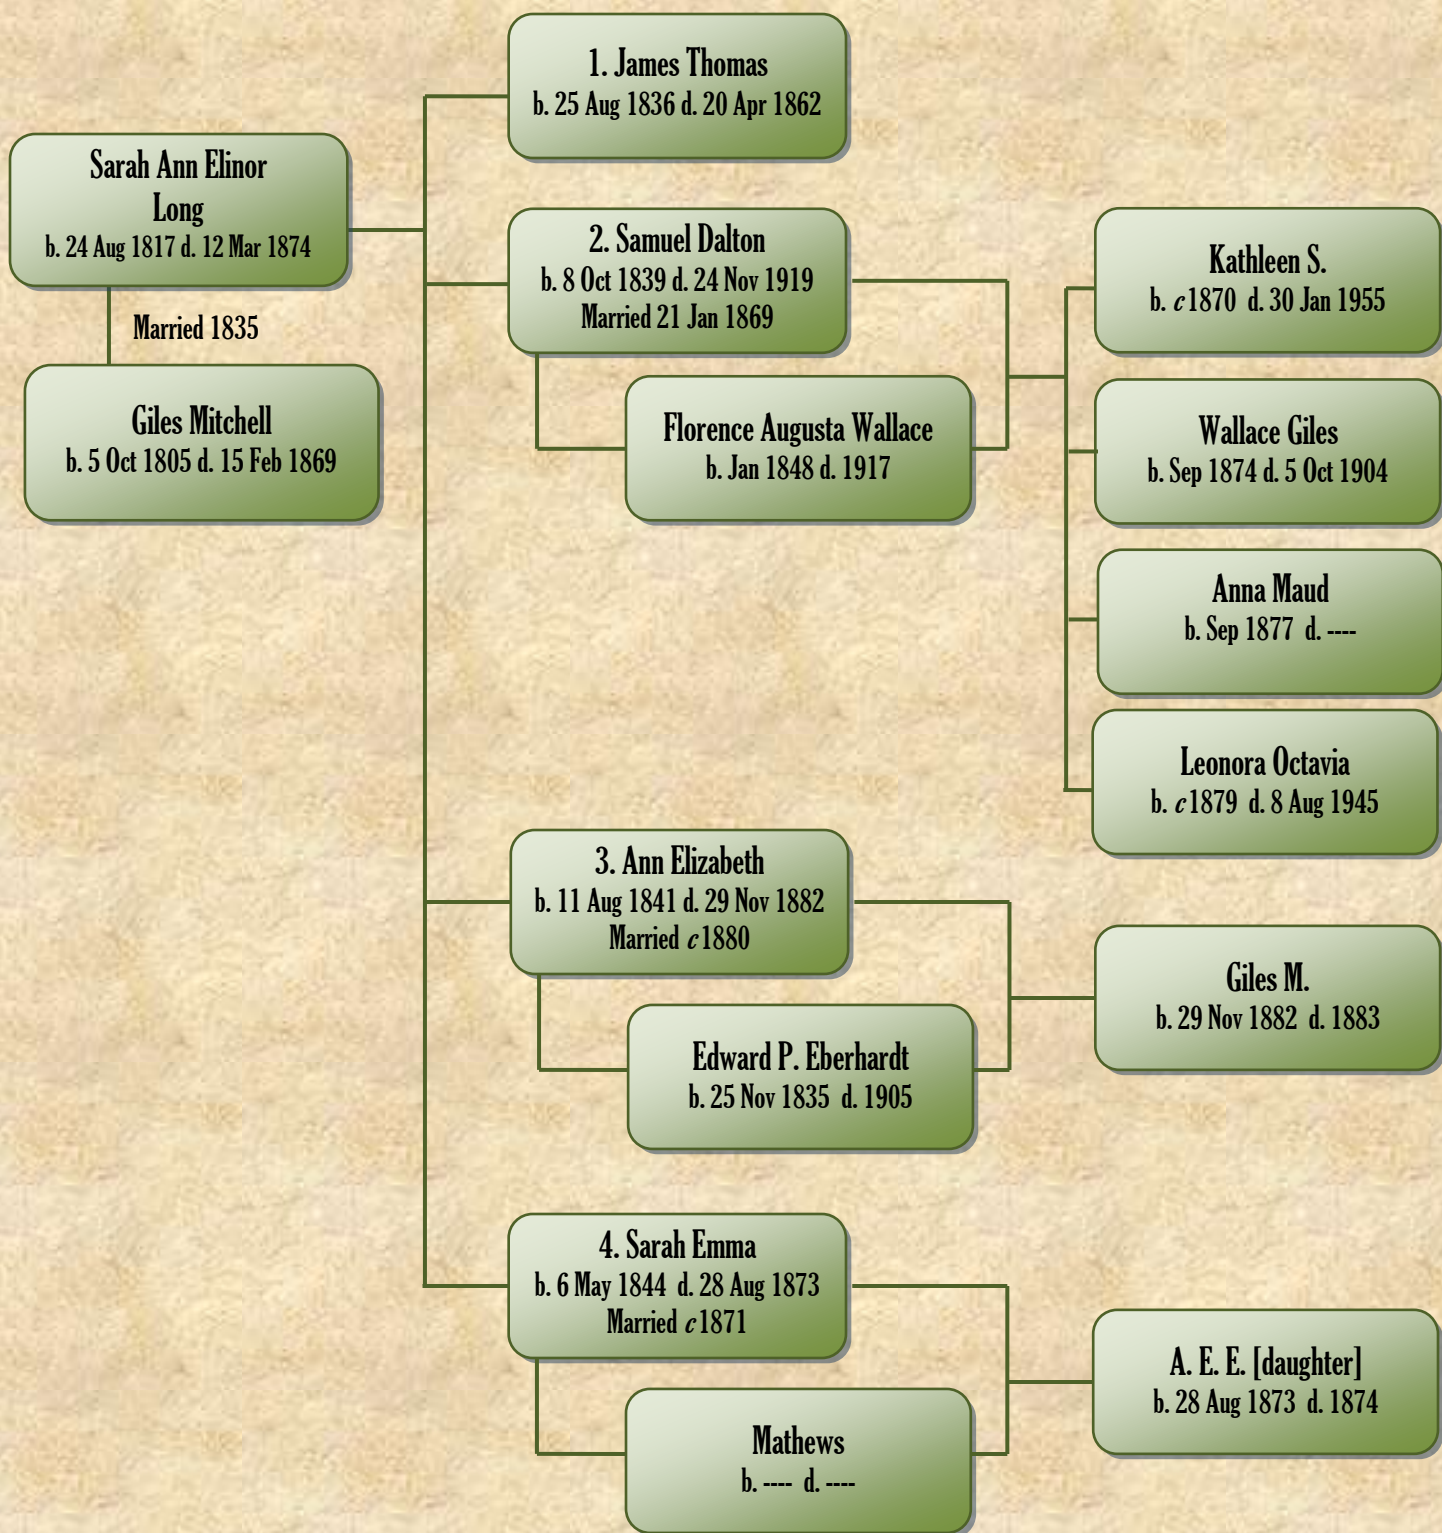 Sarah Ann Elinor
Long
b. 24 Aug 1817 d. 12 Mar 1874
Married 1835
Giles Mitchell
b. 5 Oct 1805 d. 15 Feb 1869
1. James Thomas
b. 25 Aug 1836 d. 20 Apr 1862
2. Samuel Dalton
b. 8 Oct 1839 d. 24 Nov 1919
Married 21 Jan 1869
Florence Augusta Wallace
b. Jan 1848 d. 1917
Kathleen S.
b. c 1870 d. 30 Jan 1955
Wallace Giles
b. Sep 1874 d. 5 Oct 1904
Anna Maud
b. Sep 1877 d. ----
Leonora Octavia
b. c 1879 d. 8 Aug 1945
3. Ann Elizabeth
b. 11 Aug 1841 d. 29 Nov 1882
Married c 1880
Edward P. Eberhardt
b. 25 Nov 1835 d. 1905
Giles M.
b. 29 Nov 1882 d. 1883
4. Sarah Emma
b. 6 May 1844 d. 28 Aug 1873
Married c 1871
Mathews
b. ---- d. ----
A. E. E. [daughter]
b. 28 Aug 1873 d. 1874